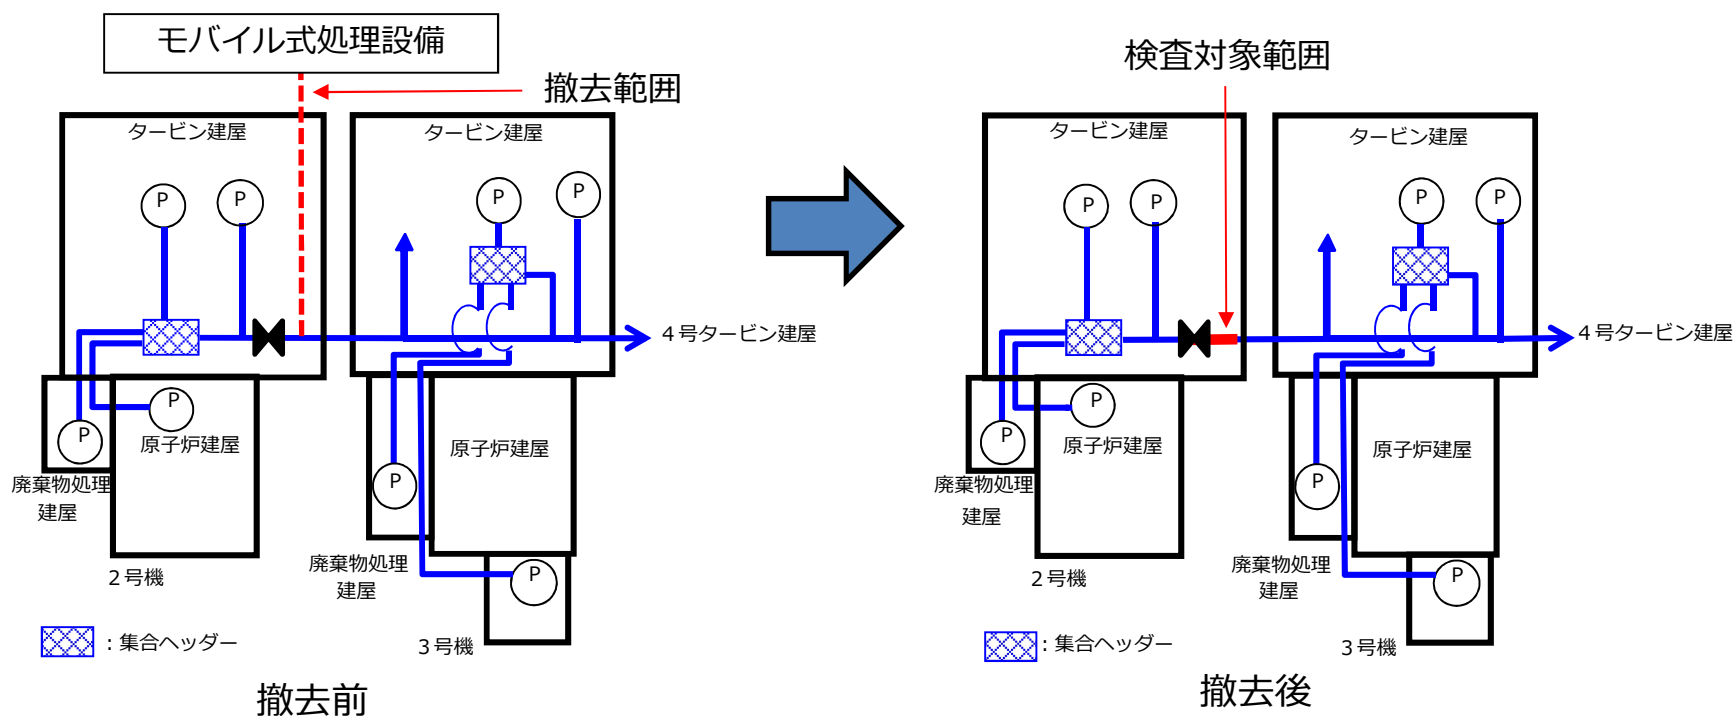 モバイル式処理設備
撤去範囲
タービン建屋
タービン建屋
P
P
P
P
4号タービン建屋
P
P
原子炉建屋
原子炉建屋
P
廃棄物処理
建屋
廃棄物処理
建屋
P
2号機
3号機
:集合ヘッダー
撤去前
検査対象範囲
タービン建屋
タービン建屋
P
P
P
P
4号タービン建屋
P
P
原子炉建屋
原子炉建屋
P
廃棄物処理
建屋
廃棄物処理
建屋
P
2号機
3号機
:集合ヘッダー
撤去後